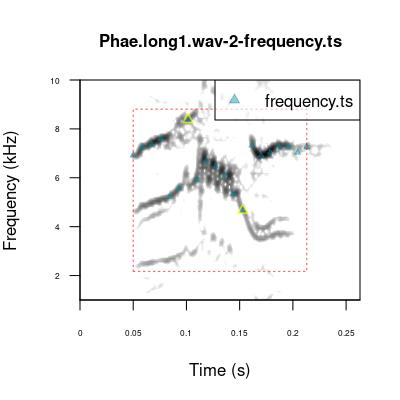 Phae.long1.wav-2-frequency.ts
frequency.ts
10
8
6
4
2
Frequency (kHz)
0 0.05 0.1 0.15 0.2 0.25
Time (s)